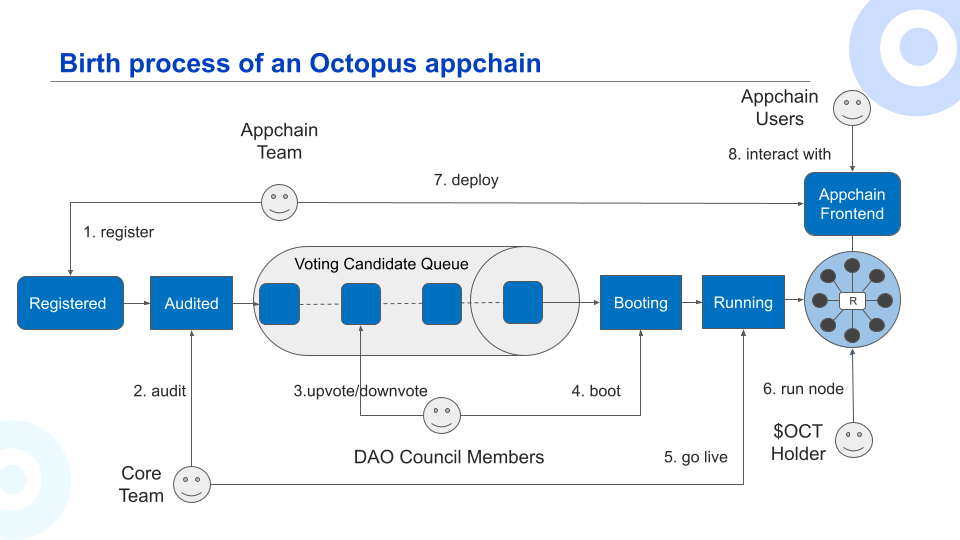 Birth process of an Octopus appchain
Appchain
Users
Appchain
Team
8. interact with
7. deploy
Appchain
Frontend
1. register
Voting Candidate Queue
Registered
Audited
Booting
Running
R
2. audit
3.upvote/downvote
4. boot
6. run node
$OCT
Holder
DAO Council Members
5. go live
Core
Team